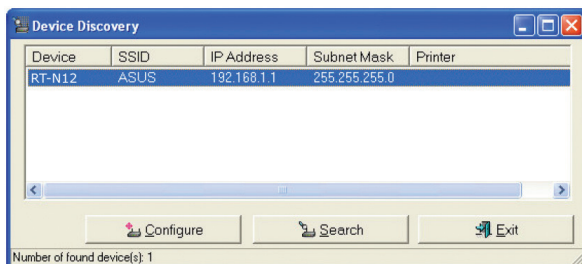 Device Discovery
Device SSID IP Address Subnet Mask Printer
RT-N12 ASUS 192.168.1.1 255.255.255.0
Configure Search Exit
Number of found device(s): 1